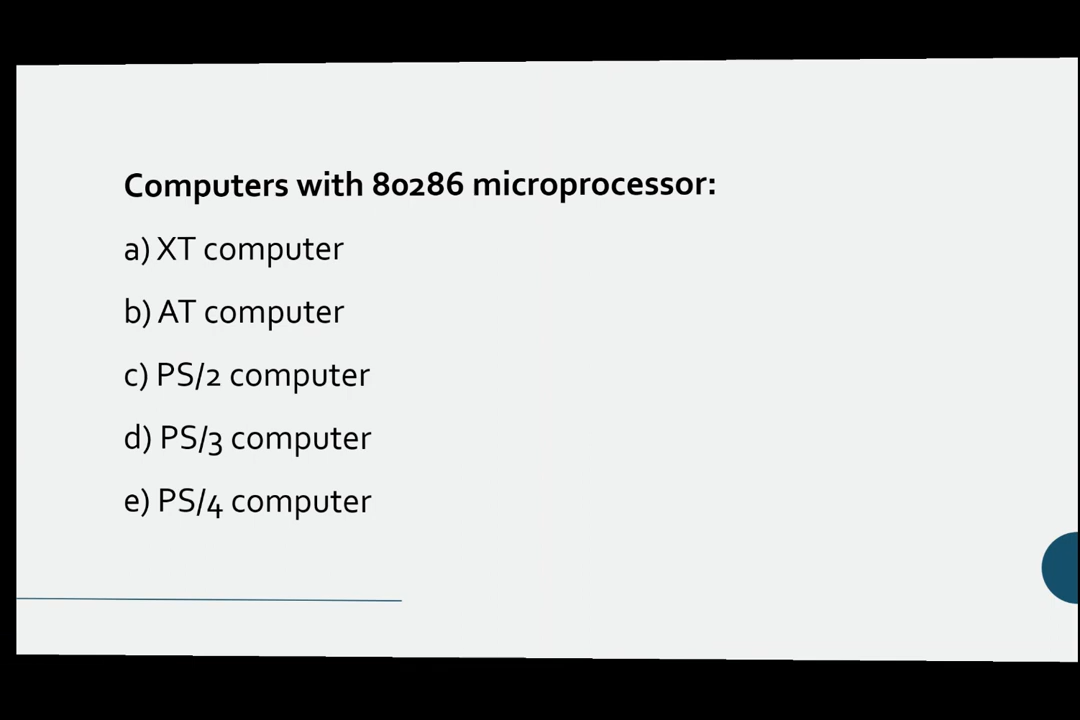 Computers with 80286 microprocessor:
a) XT computer
b) AT computer
c) PS/2 computer
d) PS/3 computer
e) PS/4 computer